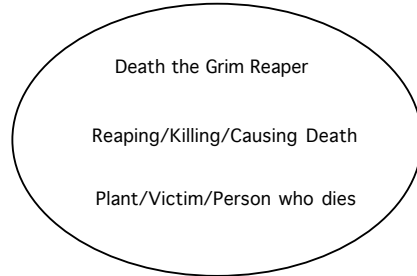 Death the Grim Reaper
Reaping/Killing/Causing Death
Plant/Victim/Person who dies